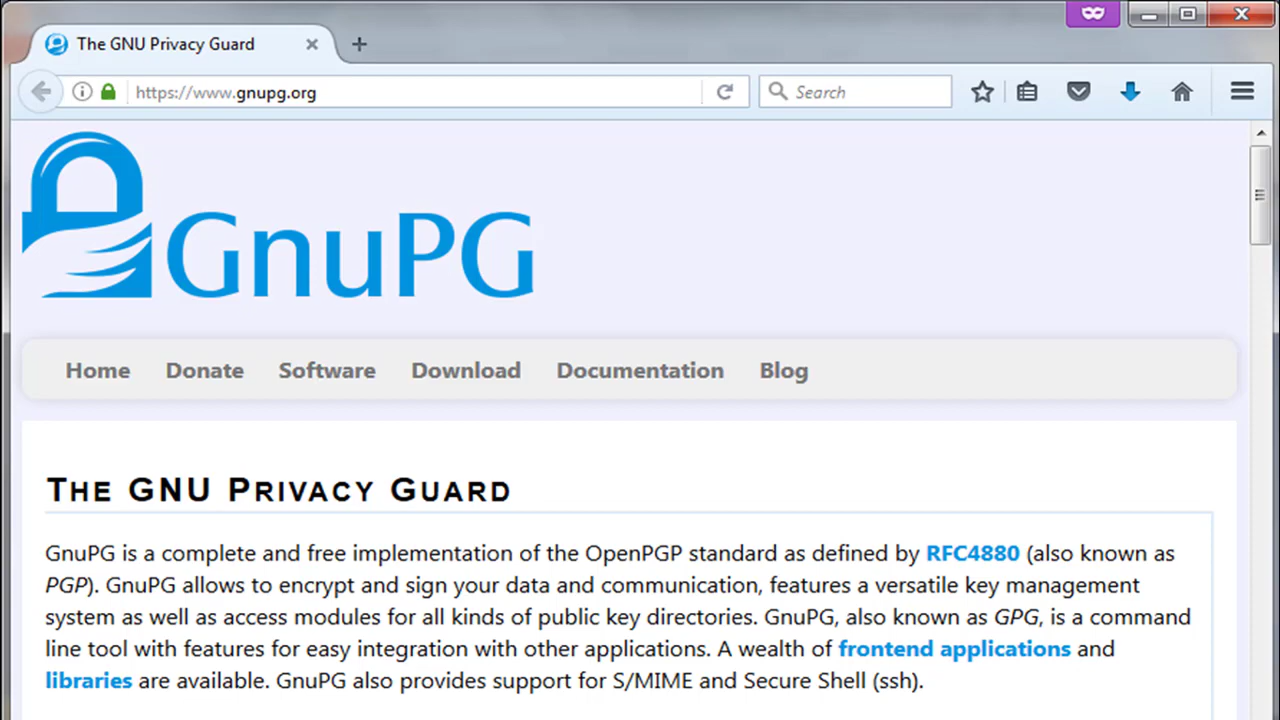 The GNU Privacy Guard
https://www.gnupg.org
Search
GnuPG
Home Donate Software Download Documentation Blog
THE GNU PRIVACY GUARD
GnuPG is a complete and free implementation of the OpenPGP standard as defined by RFC4880 (also known as
PGP). GnuPG allows to encrypt and sign your data and communication, features a versatile key management
system as well as access modules for all kinds of public key directories. GnuPG, also known as GPG, is a command
line tool with features for easy integration with other applications. A wealth of frontend applications and
libraries are available. GnuPG also provides support for S/MIME and Secure Shell (ssh).